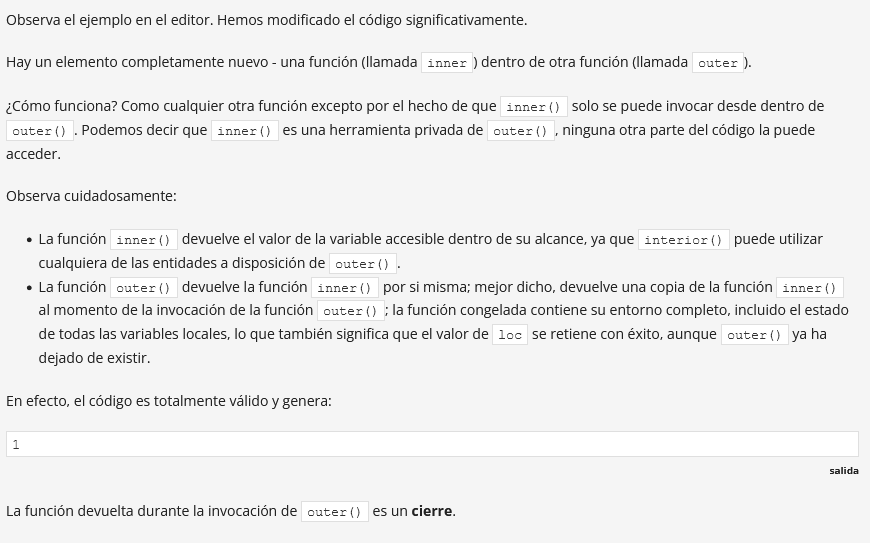 Observa el ejemplo en el editor. Hemos modificado el código significativamente.
Hay un elemento completamente nuevo - una función (llamada inner ) dentro de otra función (llamada outer ).
¿Cómo funciona? Como cualquier otra función excepto por el hecho de que inner() solo se puede invocar desde dentro de
outer() . Podemos decir que inner() es una herramienta privada de outer() , ninguna otra parte del código la puede
acceder.
Observa cuidadosamente:
• La función inner() devuelve el valor de la variable accesible dentro de su alcance, ya que interior() puede utilizar
cualquiera de las entidades a disposición de outer() .
• La función outer() devuelve la función inner() por si misma; mejor dicho, devuelve una copia de la función inner()
al momento de la invocación de la función outer() ; la función congelada contiene su entorno completo, incluido el estado
de todas las variables locales, lo que también significa que el valor de loc se retiene con éxito, aunque outer() ya ha
dejado de existir.
En efecto, el código es totalmente válido y genera:
1
salida
La función devuelta durante la invocación de outer() es un cierre.